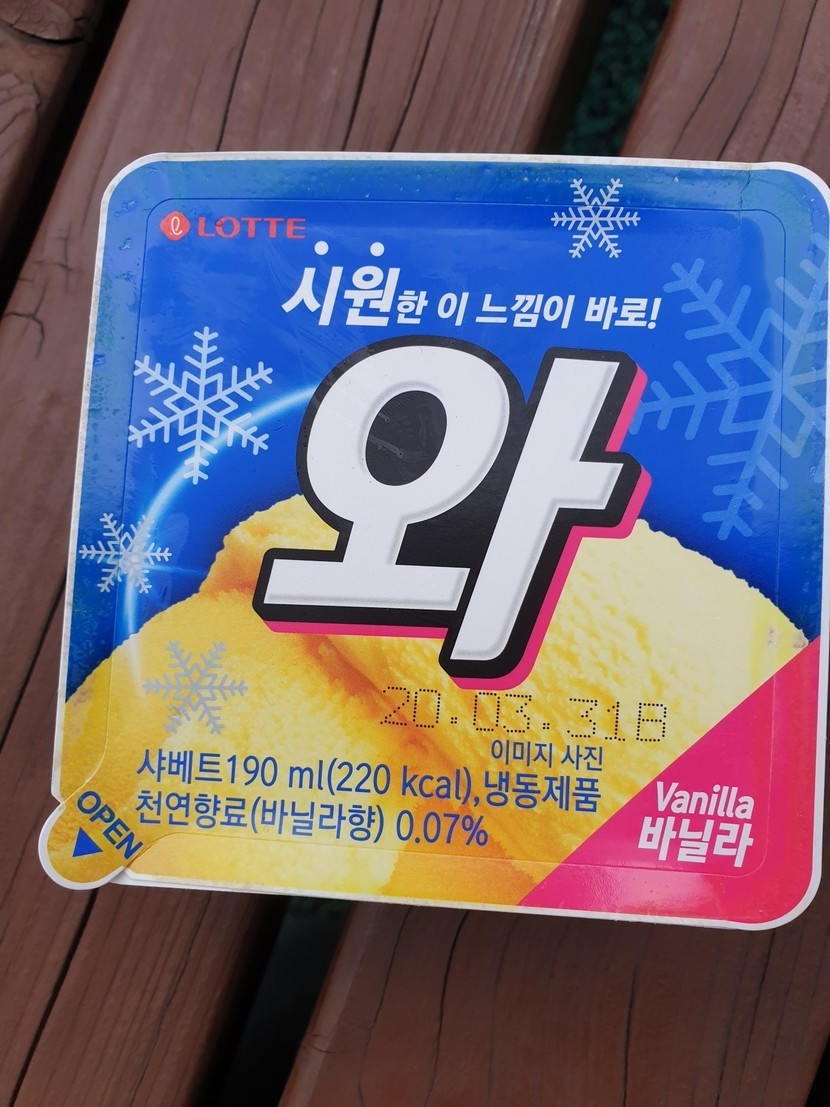 LOTTE
시원한 이 느낌이 바로!
와
20.03.31B
이미지 사진
샤베트190 ml(220 kcal),냉동제품
천연향료(바닐라향) 0.07%
OPEN
Vanilla
바닐라